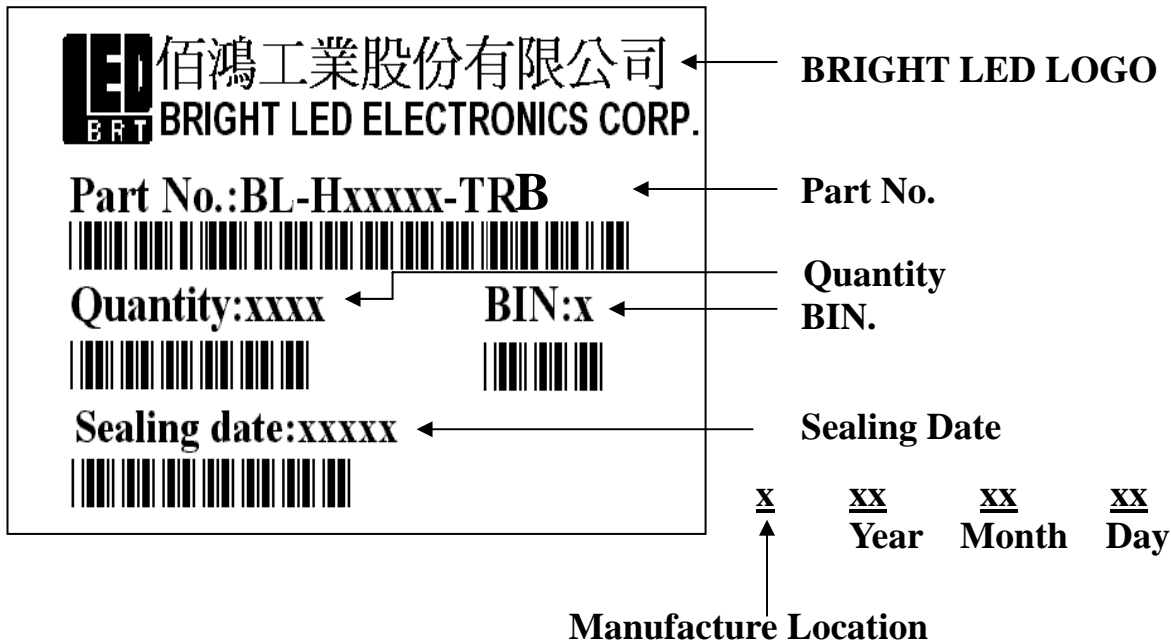 LED 佰鴻工業股份有限公司
BRT BRIGHT LED ELECTRONICS CORP.
BRIGHT LED LOGO
Part No.:BL-Hxxxxx-TRB
Part No.
Quantity:xxxx
BIN:x
Quantity
BIN.
Sealing date:xxxxx
Sealing Date
x xx xx xx
Year Month Day
Manufacture Location